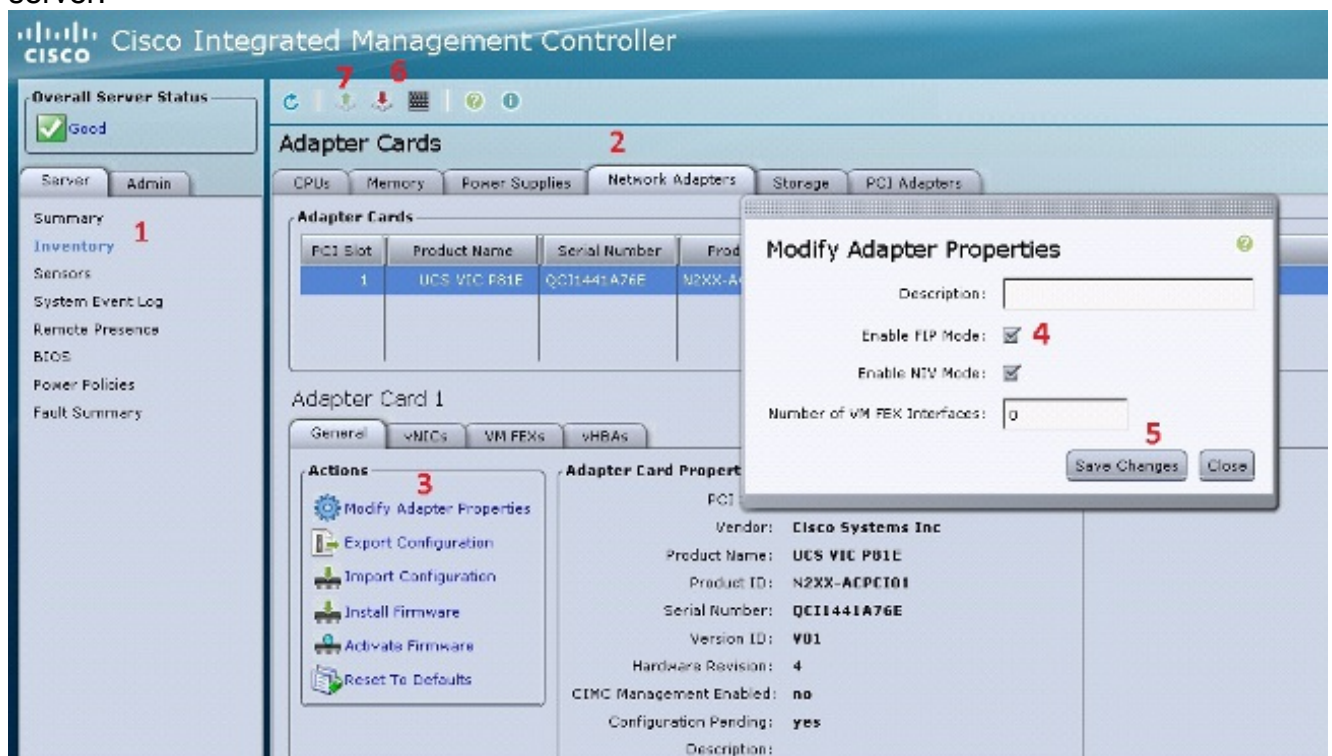 server.
CISCO Cisco Integrated Management Controller
7 6
Overall Server Status
Good
Server Admin
Summary
1
Inventory
Sensors
System Event Log
Remote Presence
BIOS
Power Policies
Fault Summary
Adapter Cards
2
CPUs Memory Power Supplies Network Adapters Storage PCI Adapters
Adapter Cards
PCI Slot Product Name Serial Number Prod
1 UCS VIC P81E QCI1441A76E N2XX-A
Modify Adapter Properties
Description:
Enable FIP Mode: 4
Enable NIV Mode:
Number of VM FEX Interfaces: 0
5
Save Changes Close
Adapter Card 1
General vNICs VM FEXs vHBAs
Actions
3
Modify Adapter Properties
Export Configuration
Import Configuration
Install Firmware
Activate Firmware
Reset To Defaults
Adapter Card Propert
PCI
Vendor: Cisco Systems Inc
Product Name: UCS VIC P81E
Product ID: N2XX-ACPCI01
Serial Number: QCI1441A76E
Version ID: V01
Hardware Revision: 4
CIMC Management Enabled: no
Configuration Pending: yes
Description: